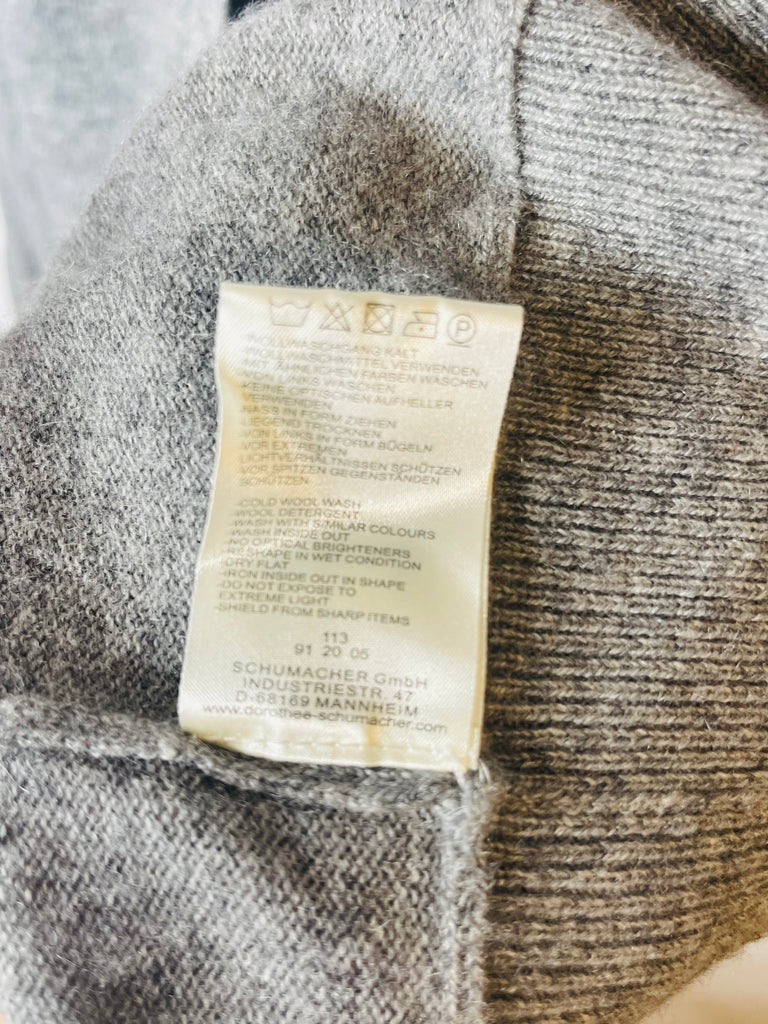 P
-WOLLWASCHGANG KALT
-WOLLWASCHMITTEL VERWENDEN
-MIT ÄHNLICHEN FARBEN WASCHEN
LINKS WASCHEN
-KEINE OPTISCHEN AUFHELLER
VERWENDEN
-NASS IN FORM ZIEHEN
-LIEGEND TROCKNEN
-VON LINKS IN FORM BÜGELN
-VOR EXTREMEN
LICHTVERHÄLTNISSEN SCHÜTZEN
-VOR SPITZEN GEGENSTÄNDEN
SCHÜTZEN
-COLD WOOL WASH
-WOOL DETERGENT
-WASH WITH SIMILAR COLOURS
-WASH INSIDE OUT
-NO OPTICAL BRIGHTENERS
-RESHAPE IN WET CONDITION
-DRY FLAT
-IRON INSIDE OUT IN SHAPE
-DO NOT EXPOSE TO
EXTREME LIGHT
-SHIELD FROM SHARP ITEMS
113
91 20 05
SCHUMACHER GmbH
INDUSTRIESTR. 47
D-68169 MANNHEIM
www.dorothee-schumacher.com